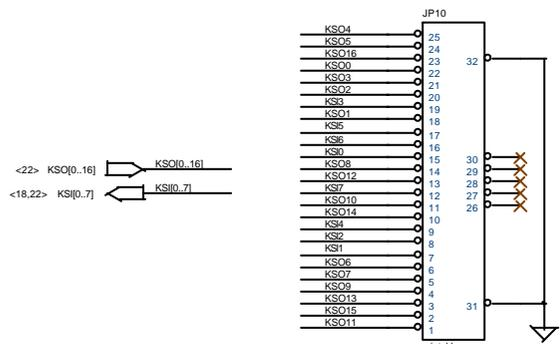 JP10
KSO4 25
KSO5 24
KSO16 23 32
KSO0 22
KSO3 21
KSO2 20
KSI3 19
KSO1 18
KSI5 17
KSI6 16
KSI0 15 30
KSO8 14 29
KSO12 13 28
KSI7 12 27
KSO10 11 26
KSO14 10
KSI4 9
KSI2 8
KSI1 7
KSO6 6
KSO7 5
KSO9 4
KSO13 3 31
KSO15 2
KSO11 1
<22> KSO[0..16] KSO[0..16]
<18,22> KSI[0..7] KSI[0..7]